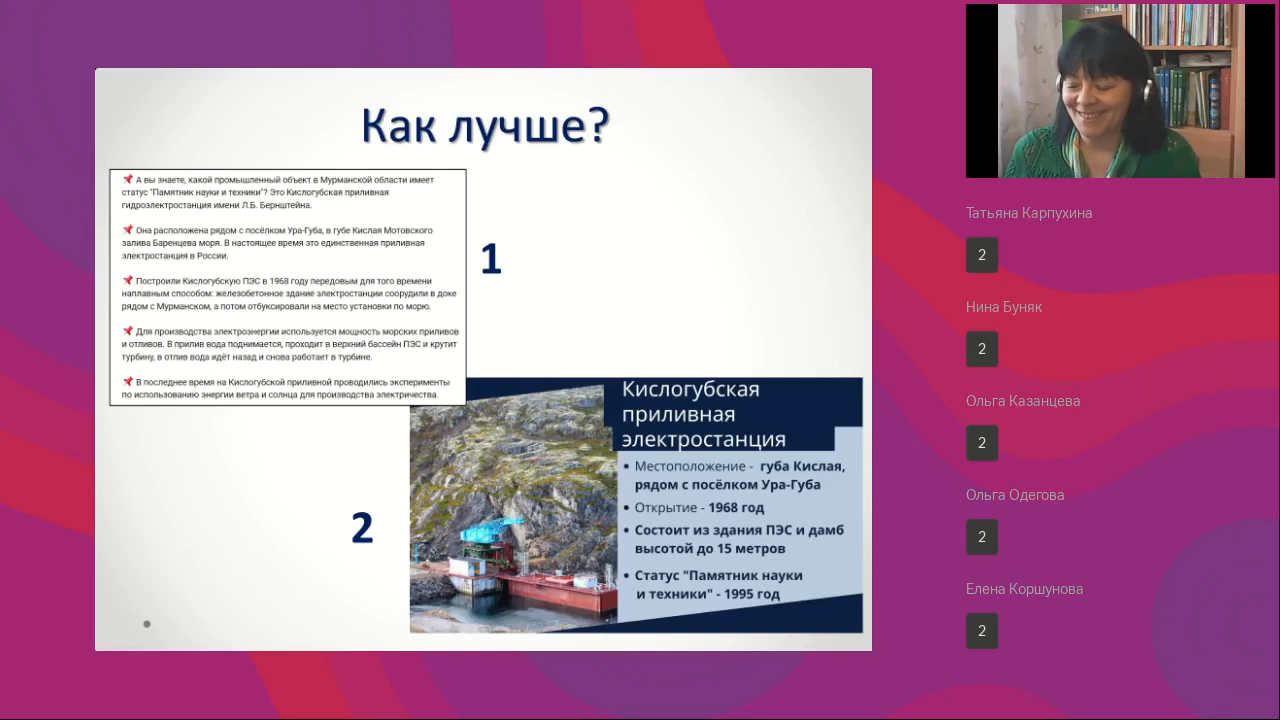 Как лучше?
А вы знаете, какой промышленный объект в Мурманской области имеет
статус "Памятник науки и техники"? Это Кислогубская приливная
гидроэлектростанция имени Л.Б. Бернштейна.
Она расположена рядом с посёлком Ура-Губа, в губе Кислая Мотовского
залива Баренцева моря. В настоящее время это единственная приливная
электростанция в России.
Построили Кислогубскую ПЭС в 1968 году передовым для того времени
наплавным способом: железобетонное здание электростанции соорудили в доке
рядом с Мурманском, а потом отбуксировали на место установки по морю.
Для производства электроэнергии используется мощность морских приливов
и отливов. В прилив вода поднимается, проходит в верхний бассейн ПЭС и крутит
турбину, в отлив вода идёт назад и снова работает в турбине.
В последнее время на Кислогубской приливной проводились эксперименты
по использованию энергии ветра и солнца для производства электричества.
1
2
Кислогубская
приливная
электростанция
• Местоположение - губа Кислая,
рядом с посёлком Ура-Губа
• Открытие - 1968 год
• Состоит из здания ПЭС и дамб
высотой до 15 метров
• Статус "Памятник науки
и техники" - 1995 год
Татьяна Карпухина
2
Нина Буняк
2
Ольга Казанцева
2
Ольга Одегова
2
Елена Коршунова
2